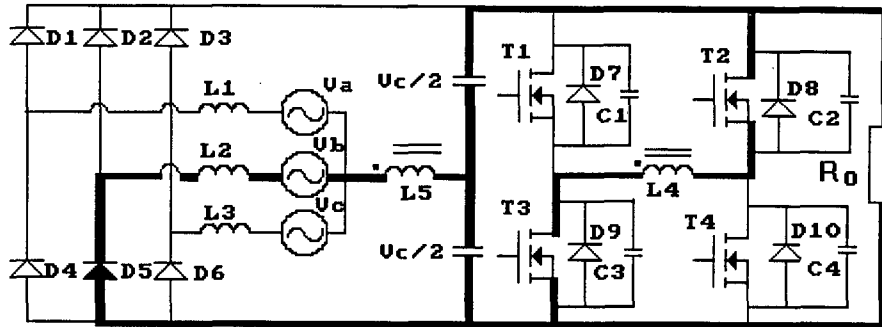 D1 D2 D3
T1
T2
Vc/2
D7
D8
L1
Va
C1
C2
L2
Vb
L5
L4
Ro
L3
Vc
T3
T4
Vc/2
D9
D10
D4 D5 D6
C3
C4